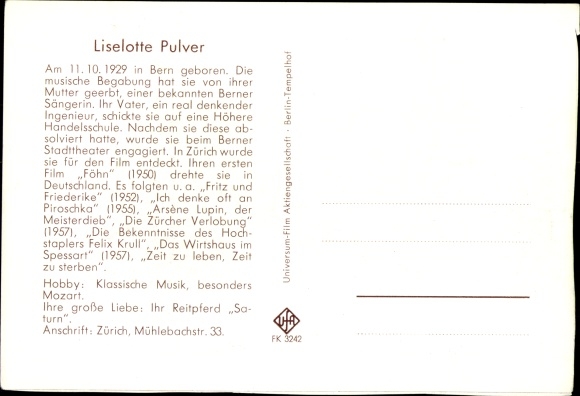 Liselotte Pulver
Am 11. 10. 1929 in Bern geboren. Die
musische Begabung hat sie von ihrer
Mutter geerbt, einer bekannten Berner
Sängerin. Ihr Vater, ein real denkender
Ingenieur, schickte sie auf eine Höhere
Handelsschule. Nachdem sie diese ab-
solviert hatte, wurde sie beim Berner
Stadttheater engagiert. In Zürich wurde
sie für den Film entdeckt. Ihren ersten
Film „Föhn“ (1950) drehte sie in
Deutschland. Es folgten u. a. „Fritz und
Friederike“ (1952), „Ich denke oft an
Piroschka“ (1955), „Arsène Lupin, der
Meisterdieb“, „Die Zürcher Verlobung“
(1957), „Die Bekenntnisse des Hoch-
staplers Felix Krull“, „Das Wirtshaus im
Spessart“ (1957), „Zeit zu leben, Zeit
zu sterben“.
Hobby: Klassische Musik, besonders
Mozart.
Ihre große Liebe: Ihr Reitpferd „Sa-
turn“.
Anschrift: Zürich, Mühlebachstr. 33.
Universum-Film Aktiengesellschaft - Berlin-Tempelhof
UFA
FK 3242